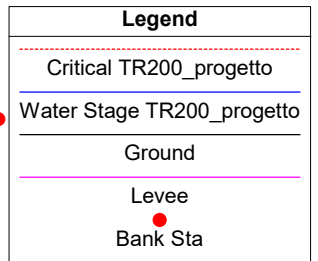 Legend
Critical TR200_progetto
Water Stage TR200_progetto
Ground
Levee
Bank Sta